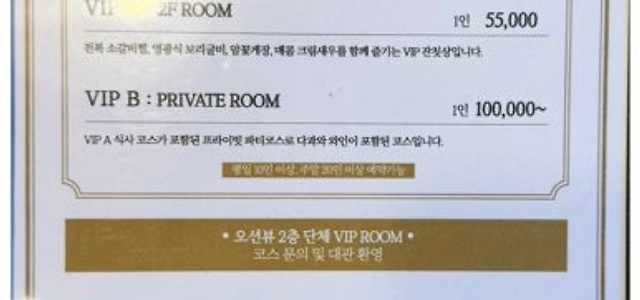 VIP 2F ROOM
1인 55,000
전복 소갈비찜, 영광식 보리굴비, 암꽃게장, 매콤 크림새우를 함께 즐기는 VIP 잔칫상입니다.
VIP B : PRIVATE ROOM
1인 100,000~
VIP A 식사 코스가 포함된 프라이빗 파티코스로 다과와 와인이 포함된 코스입니다.
평일 10인 이상, 주말 20인 이상 예약가능
• 오션뷰 2층 단체 VIP ROOM •
코스 문의 및 대관 환영